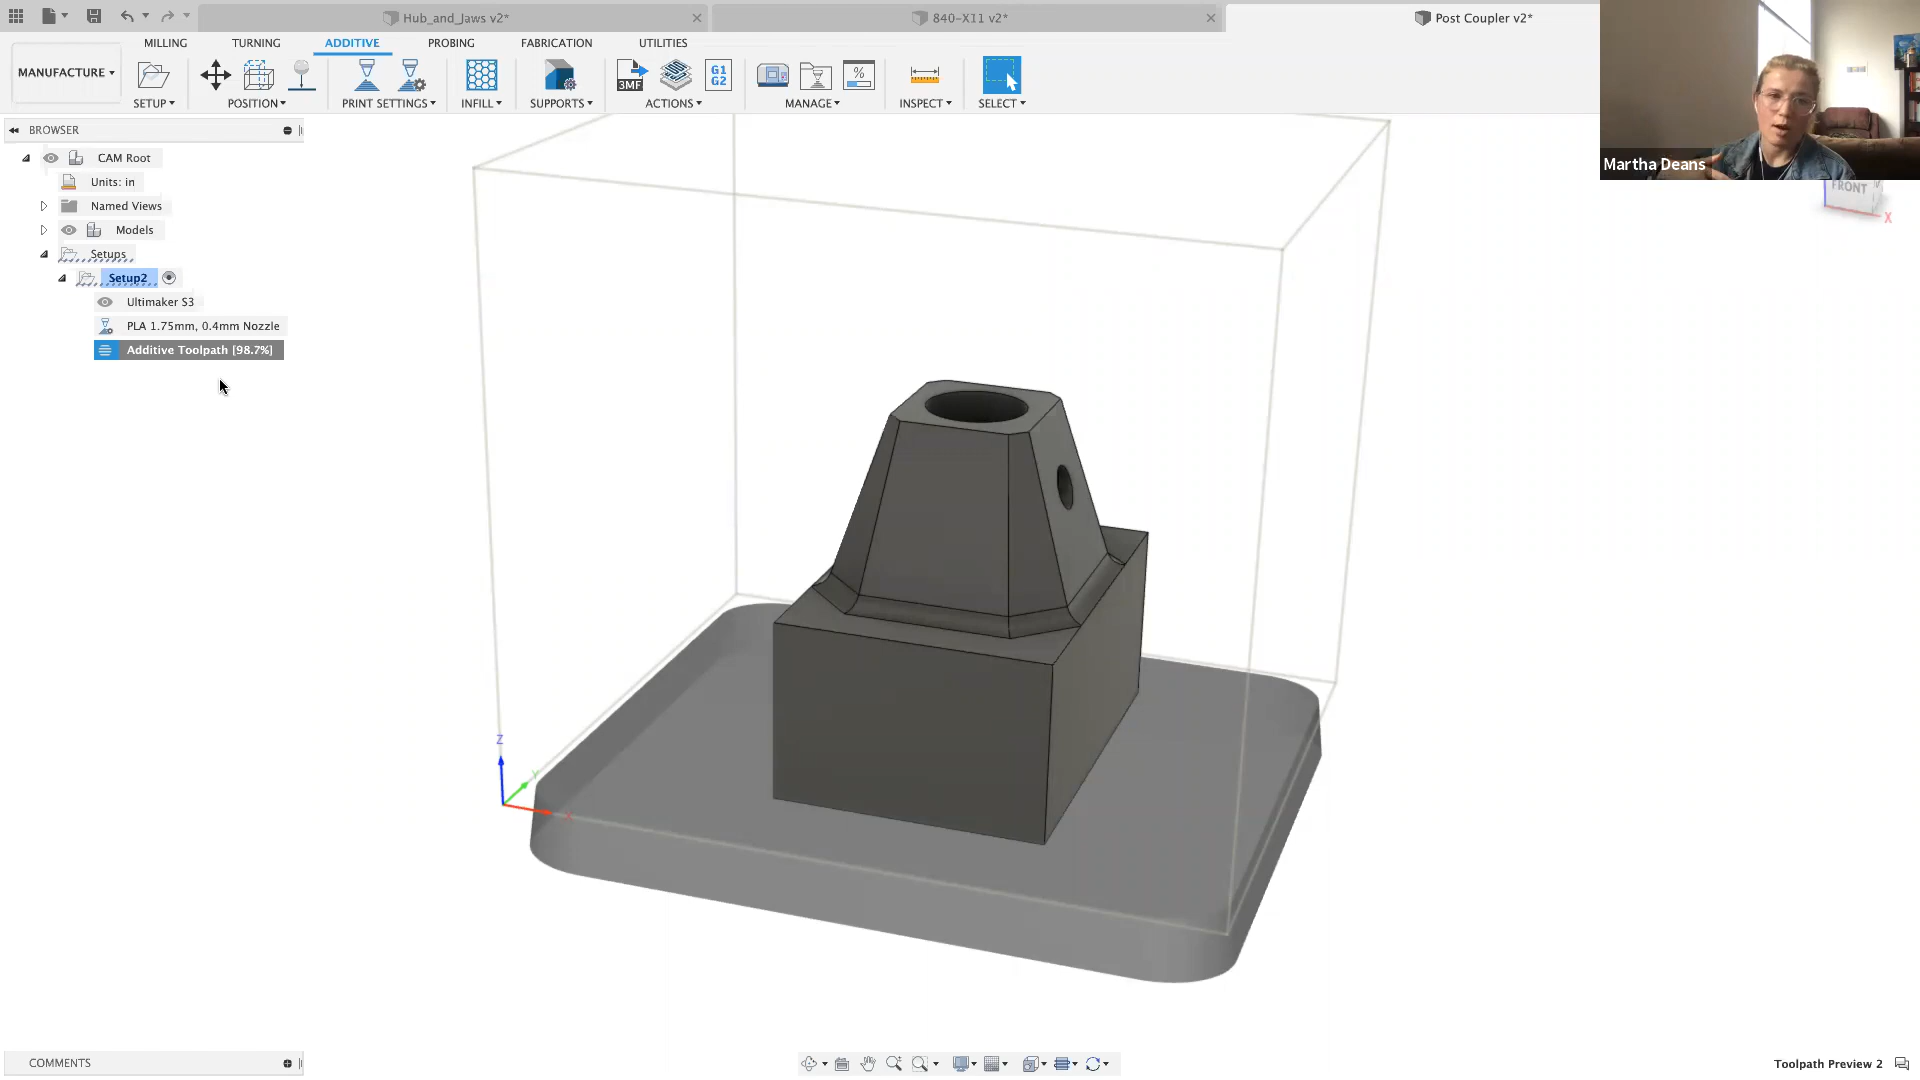 Hub_and_Jaws v2*
840-X11 v2*
Post Coupler v2*
MILLING
TURNING
ADDITIVE
PROBING
FABRICATION
UTILITIES
MANUFACTURE
3MF
G1
G2
%
SETUP
POSITION
PRINT SETTINGS
INFILL
SUPPORTS
ACTIONS
MANAGE
INSPECT
SELECT
Martha Deans
FRONT
X
BROWSER
CAM Root
Units: in
Named Views
Models
Setups
Setup2
Ultimaker S3
PLA 1.75mm, 0.4mm Nozzle
Additive Toolpath [98.7%]
Z
Y
X
COMMENTS
Toolpath Preview 2